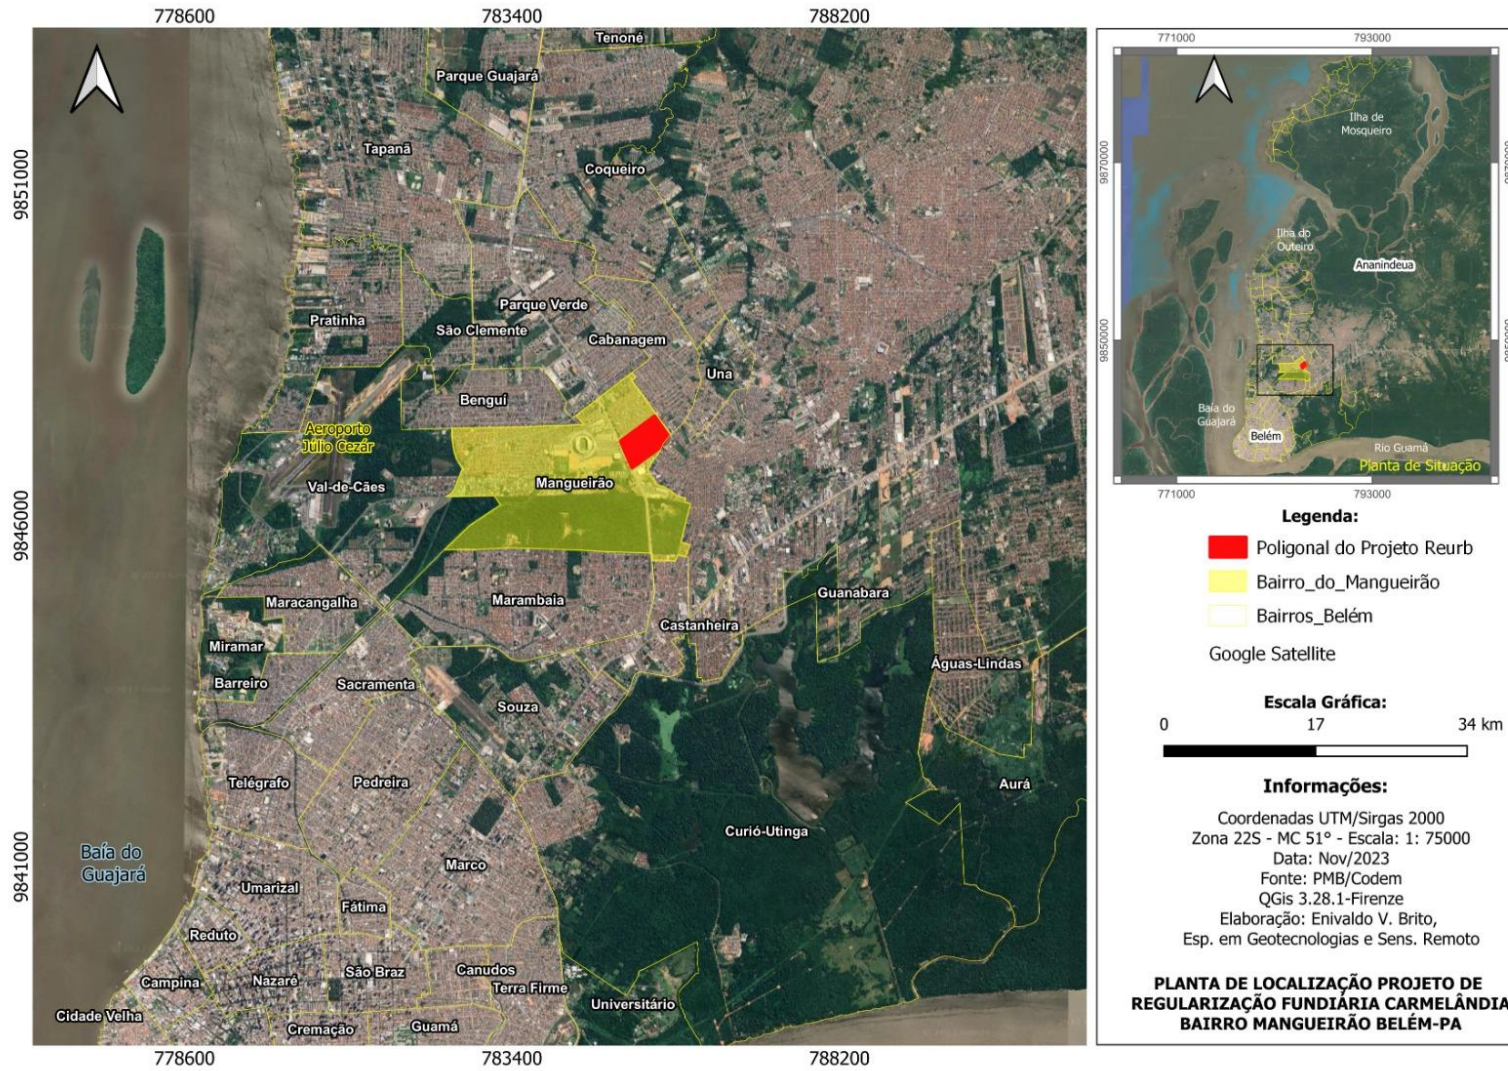 778600
783400
788200
9851000
9846000
9841000
Tenoné
Parque Guajará
Tapanã
Coqueiro
Parque Verde
Pratinha
São Clemente
Cabanagem
Una
Benguí
Aeroporto
Júlio Cezár
Val-de-Cães
Mangueirão
Maracangalha
Marambaia
Guanabara
Castanheira
Miramar
Águas-Lindas
Barreiro
Sacramenta
Souza
Telégrafo
Pedreira
Aurá
Curió-Utinga
Baía do
Guajará
Marco
Umarizal
Fátima
Reduto
São Braz
Canudos
Campina
Nazaré
Terra Firme
Universitário
Cidade Velha
Cremação
Guamá
778600
783400
788200
771000
793000
9870000
9850000
Ilha de
Mosqueiro
Ilha do
Outeiro
Ananindeua
Baía do
Guajará
Belém
Rio Guamá
Planta de Situação
771000
793000
Legenda:
Poligonal do Projeto Reurb
Bairro_do_Mangueirão
Bairros_Belém
Google Satellite
Escala Gráfica:
0 17 34 km
Informações:
Coordenadas UTM/Sirgas 2000
Zona 22S - MC 51° - Escala: 1: 75000
Data: Nov/2023
Fonte: PMB/Codem
QGis 3.28.1-Firenze
Elaboração: Enivaldo V. Brito,
Esp. em Geotecnologias e Sens. Remoto
PLANTA DE LOCALIZAÇÃO PROJETO DE
REGULARIZAÇÃO FUNDIÁRIA CARMELÂNDIA
BAIRRO MANGUEIRÃO BELÉM-PA